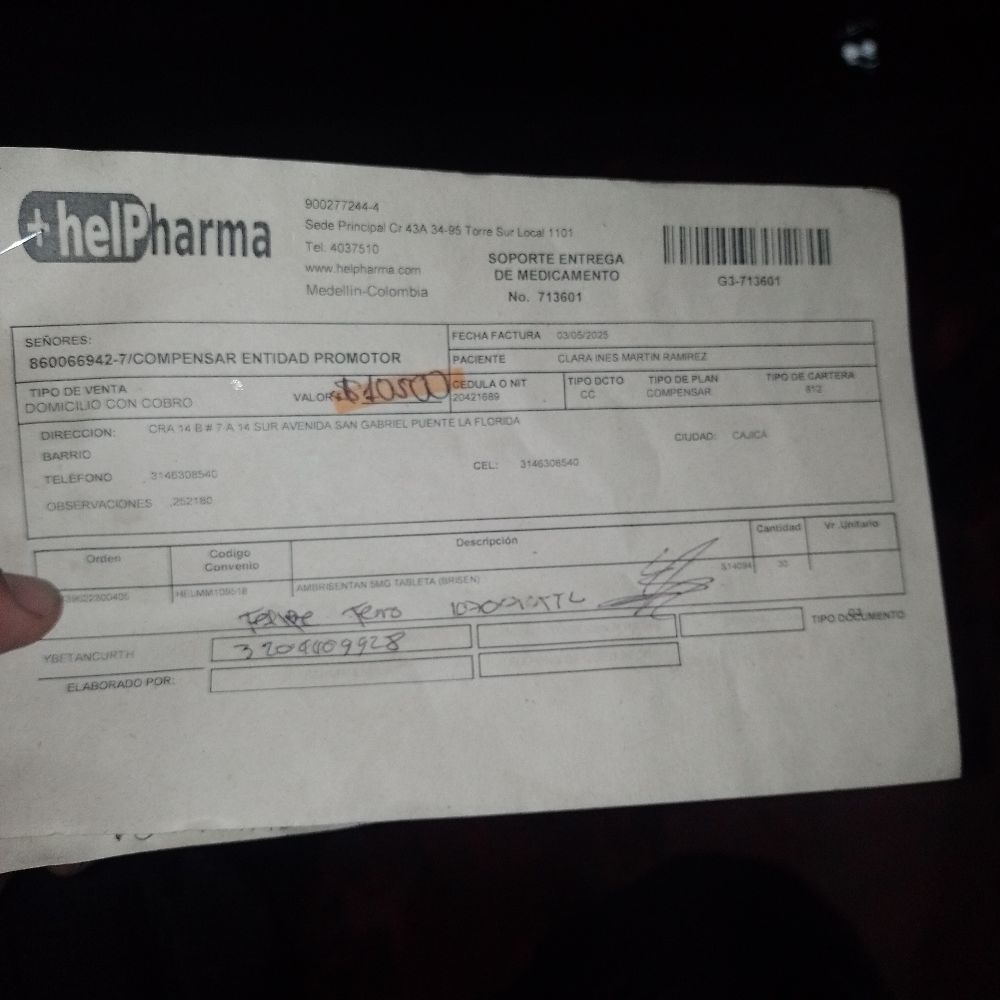 +helPharma
900277244-4
Sede Principal Cr 43A 34-95 Torre Sur Local 1101
Tel: 4037510
www.helpharma.com
Medellin-Colombia
SOPORTE ENTREGA
DE MEDICAMENTO
No. 713601
G3-713601
SEÑORES:
860066942-7/COMPENSAR ENTIDAD PROMOTOR
FECHA FACTURA 03/05/2025
PACIENTE CLARA INES MARTIN RAMIREZ
TIPO DE VENTA
DOMICILIO CON COBRO
VALOR
CEDULA O NIT
20421689
TIPO DCTO
CC
TIPO DE PLAN
COMPENSAR
TIPO DE CARTERA
812
DIRECCION: CRA 14 B # 7 A 14 SUR AVENIDA SAN GABRIEL PUENTE LA FLORIDA
BARRIO
CIUDAD: CAJICA
TELÉFONO 3146308540
CEL: 3146308540
OBSERVACIONES .252180
Orden
Codigo
Convenio
Descripción
Cantidad
Vr. Unitario
AMBRISENTAN 5MG TABLETA (BRISEN)
S14094
30
YBETANCURTH
3204409928
TIPO DOCUMENTO
ELABORADO POR: